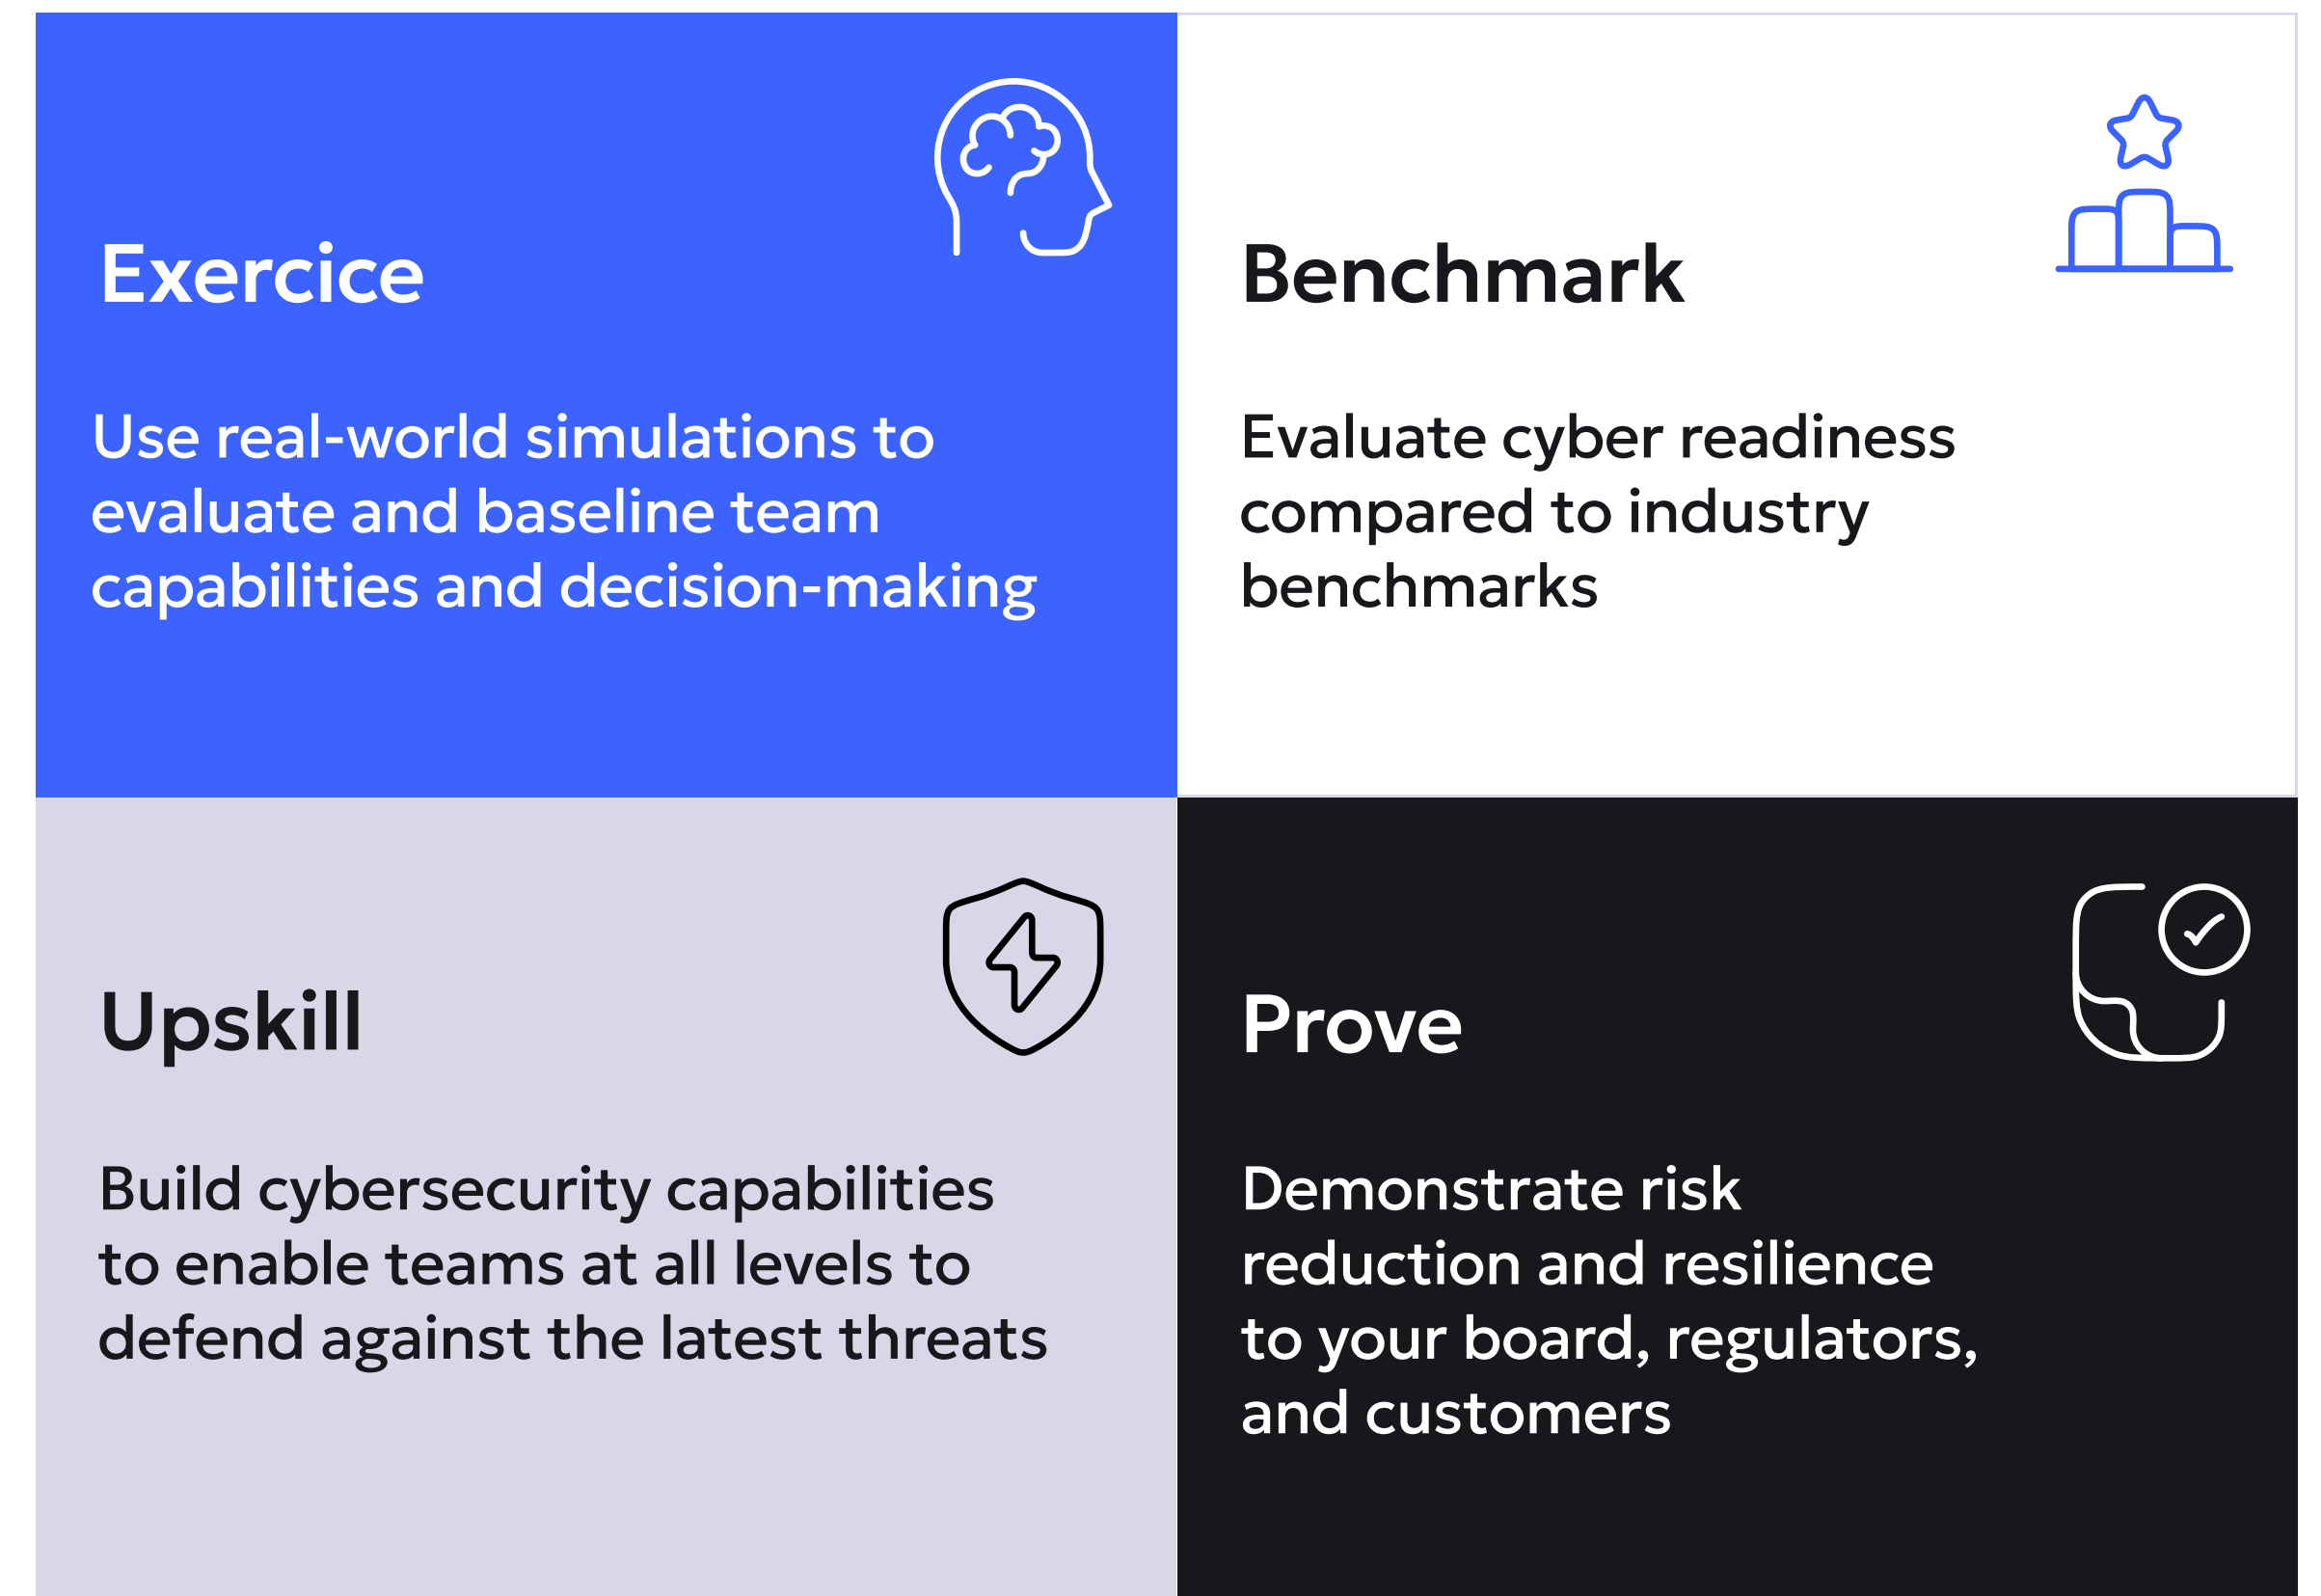 Exercice
Use real-world simulations to
evaluate and baseline team
capabilities and decision-making
Benchmark
Evaluate cyber readiness
compared to industry
benchmarks
Upskill
Build cybersecurity capabilities
to enable teams at all levels to
defend against the latest threats
Prove
Demonstrate risk
reduction and resilience
to your board, regulators,
and customers